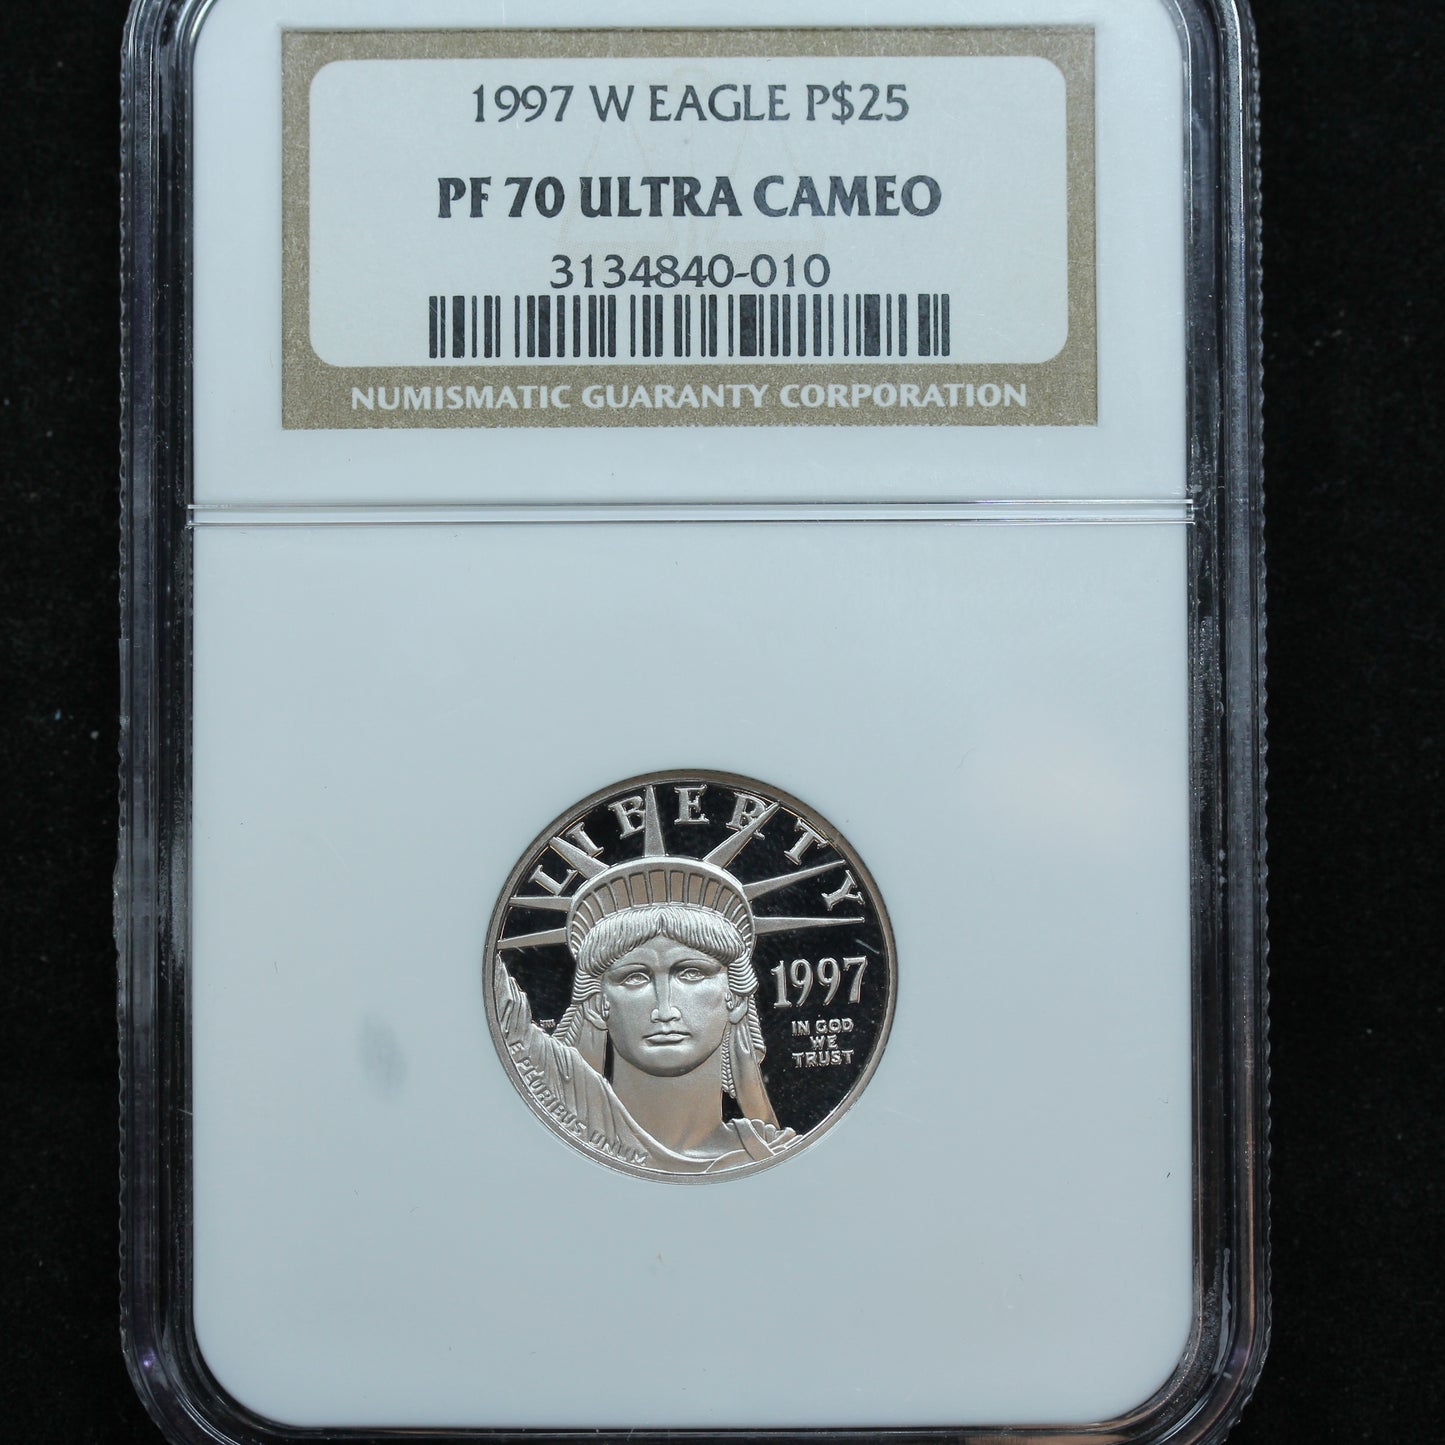 1997 W EAGLE P$25
PF 70 ULTRA CAMEO
3134840-010
NUMISMATIC GUARANTY CORPORATION
LIBERTY
1997
IN GOD
WE
TRUST
E PLURIBUS UNUM